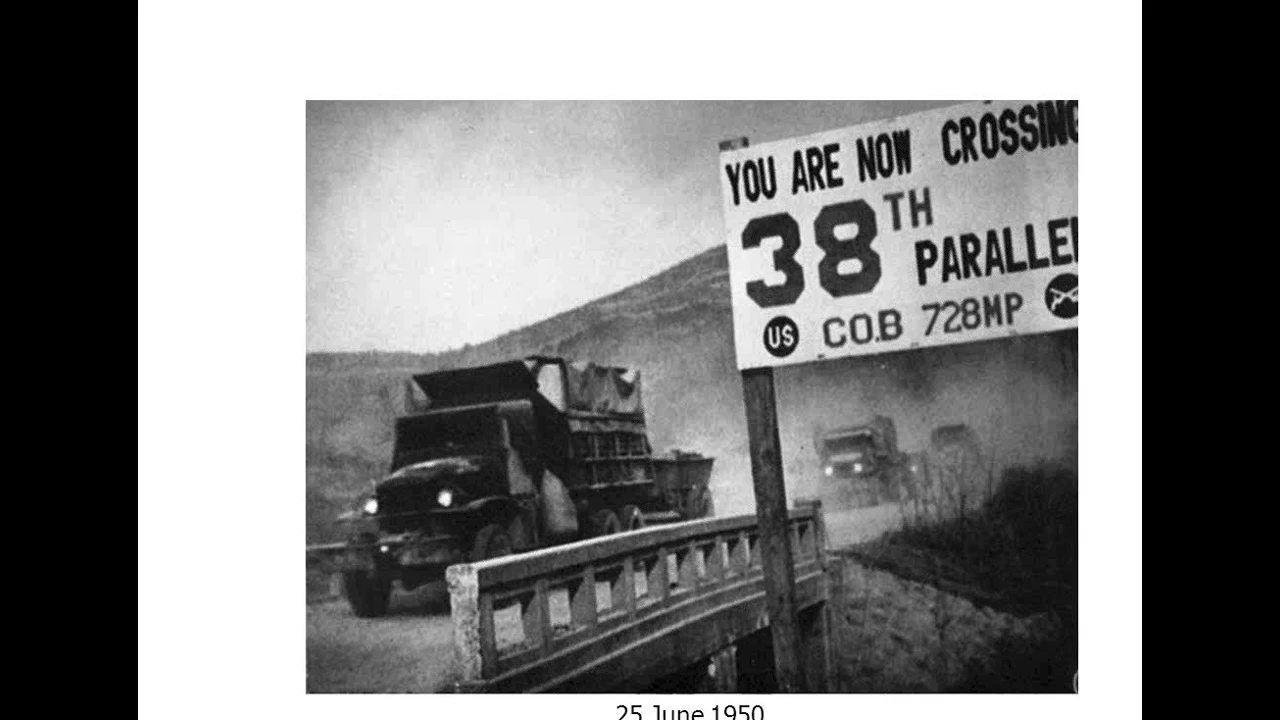 YOU ARE NOW CROSSING
38TH
PARALLEL
US CO.B 728MP
25 June 1950